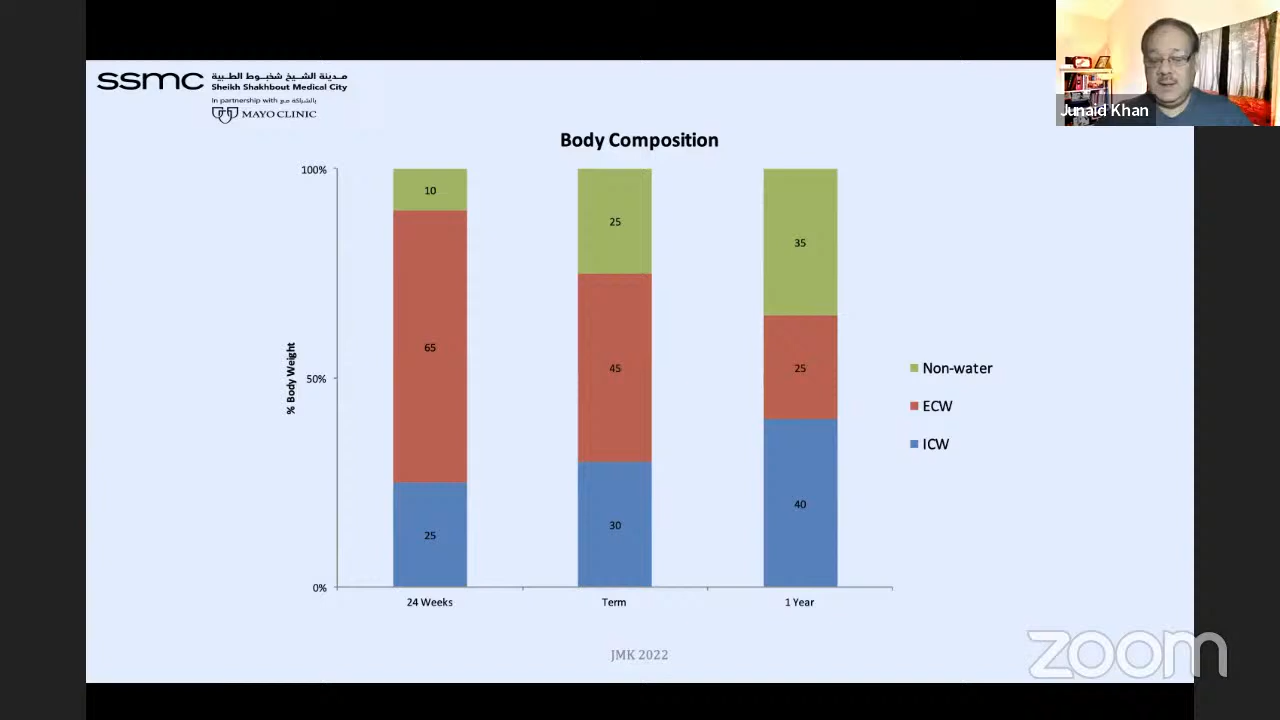 ssmc
مدينة الشيخ شخبوط الطبية
Sheikh Shakhbout Medical City
In partnership with بالشراكة مع
MAYO CLINIC
Junaid Khan
Body Composition
100%
10
25
35
65
45
25
% Body Weight
50%
Non-water
ECW
ICW
25
30
40
0%
24 Weeks
Term
1 Year
JMK 2022
zoom